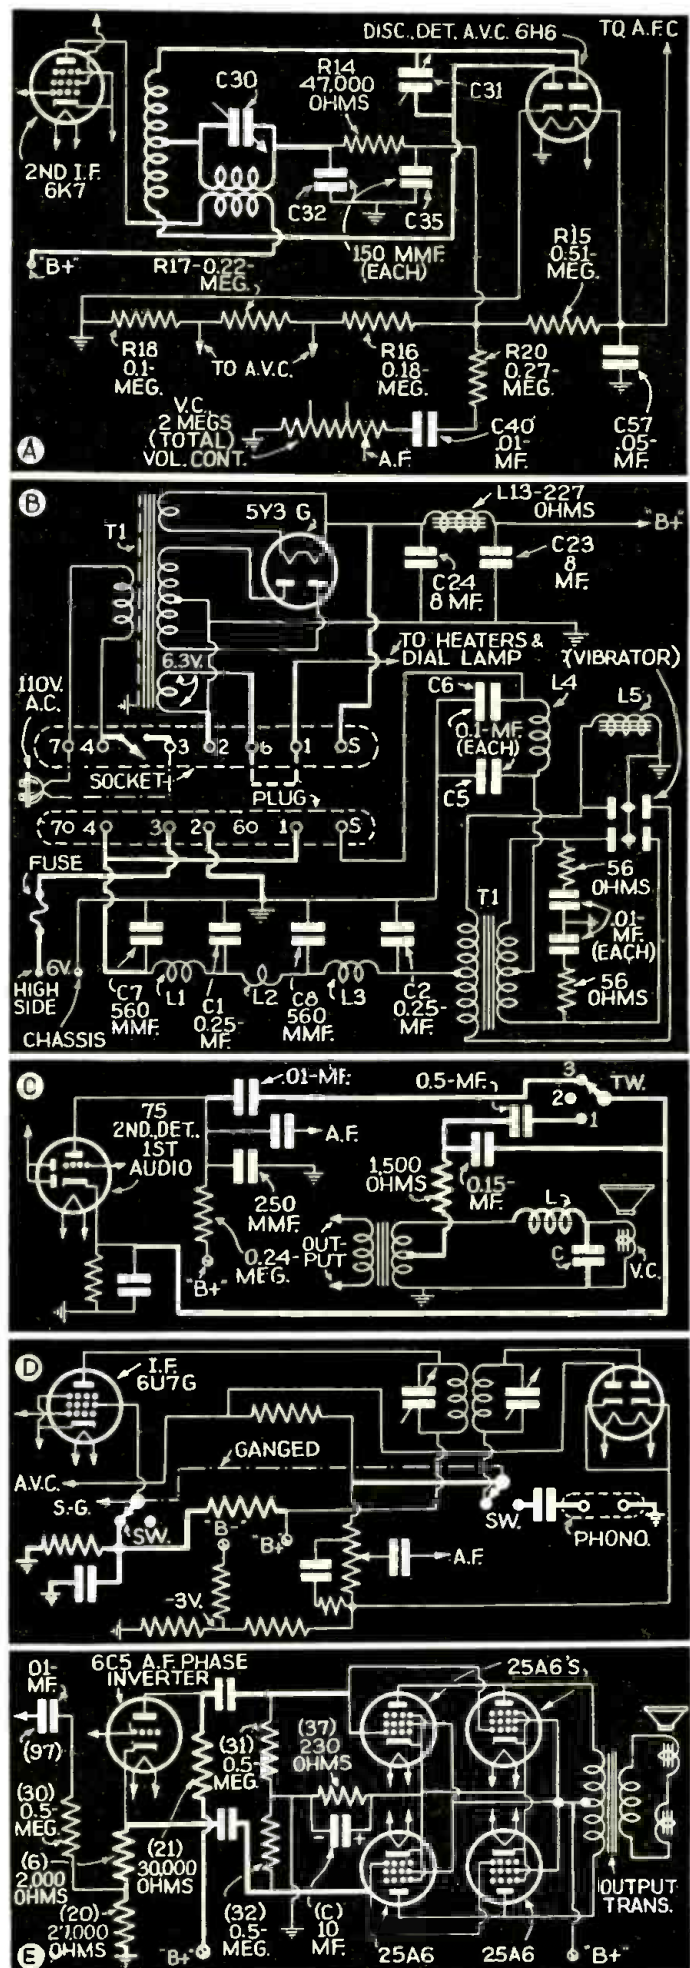 DISC., DET., A.V.C. 6H6
TO A.F.C
C30
R14
47,000
OHMS
C31
2ND I.F.
6K7
C32
C35
"B+"
R17-0.22-
MEG.
150 MMF.
(EACH)
R15
0.51-
MEG.
R18
0.1-
MEG.
TO A.V.C.
R16
0.18-
MEG.
R20
0.27-
MEG.
V.C.
2 MEGS
(TOTAL)
VOL. CONT.
A.F.
C40
.01-
MF.
C57
.05-
MF.
A
B
T1
5Y3 G
L13-227
OHMS
"B+"
C24
8 MF.
C23
8
MF.
6.3V.
TO HEATERS &
DIAL LAMP
(VIBRATOR)
110V.
A.C.
C6
L4
L5
0.1-MF.
(EACH)
C5
7 4 3 2 6 1 S
SOCKET
PLUG
7 4 3 2 6 1 S
FUSE
56
OHMS
T1
.01-
MF.
(EACH)
56
OHMS
6V.
HIGH
SIDE
CHASSIS
C7
560
MMF.
L1
C1
0.25-
MF.
L2
C8
560
MMF.
L3
C2
0.25-
MF.
C
.01-MF.
0.5-MF.
3
TW.
2
1
75
2ND. DET.,
1ST
AUDIO
A.F.
1,500
OHMS
0.15-
MF.
250
MMF.
0.24-
MEG.
"B+"
OUT-
PUT
L
C
V.C.
D
I.F.
6U7G
GANGED
A.V.C.
S.-G.
SW.
"B-"
"B+"
SW.
PHONO.
A.F.
-3V.
E
.01-
MF.
6C5 A.F. PHASE
INVERTER
25A6'S
(97)
(31)
0.5-
MEG.
(37)
230
OHMS
(30)
0.5-
MEG.
(6)
2,000
OHMS
(21)
30,000
OHMS
- +
(20)
27,000
OHMS
"B+"
(32)
0.5-
MEG.
(C)
10
MF.
25A6
25A6
OUTPUT
TRANS.
"B+"